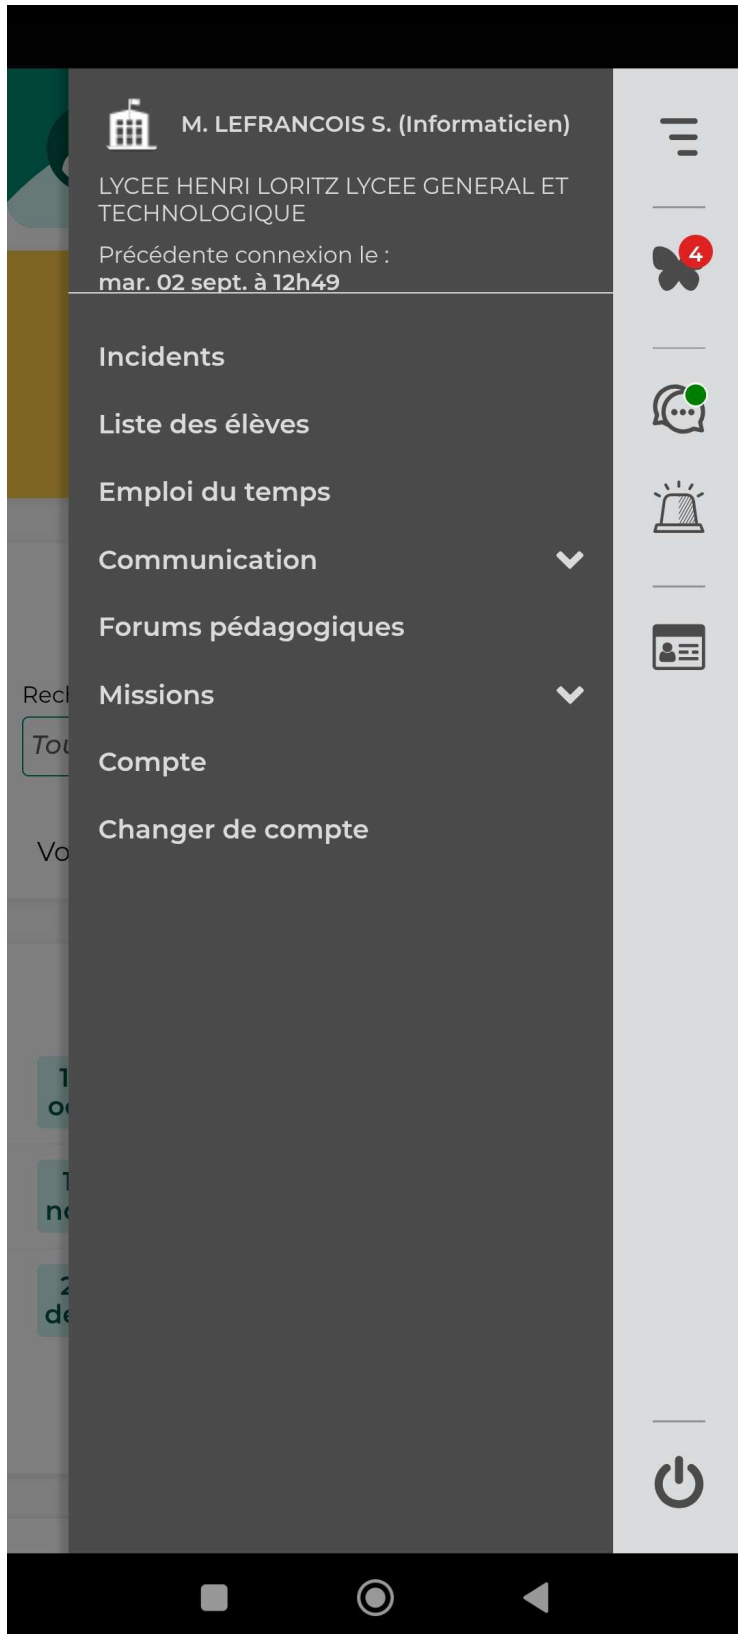 M. LEFRANCOIS S. (Informaticien)
LYCEE HENRI LORITZ LYCEE GENERAL ET
TECHNOLOGIQUE
Précédente connexion le :
mar. 02 sept. à 12h49
4
Incidents
Liste des élèves
Emploi du temps
Communication
Forums pédagogiques
Missions
Compte
Changer de compte